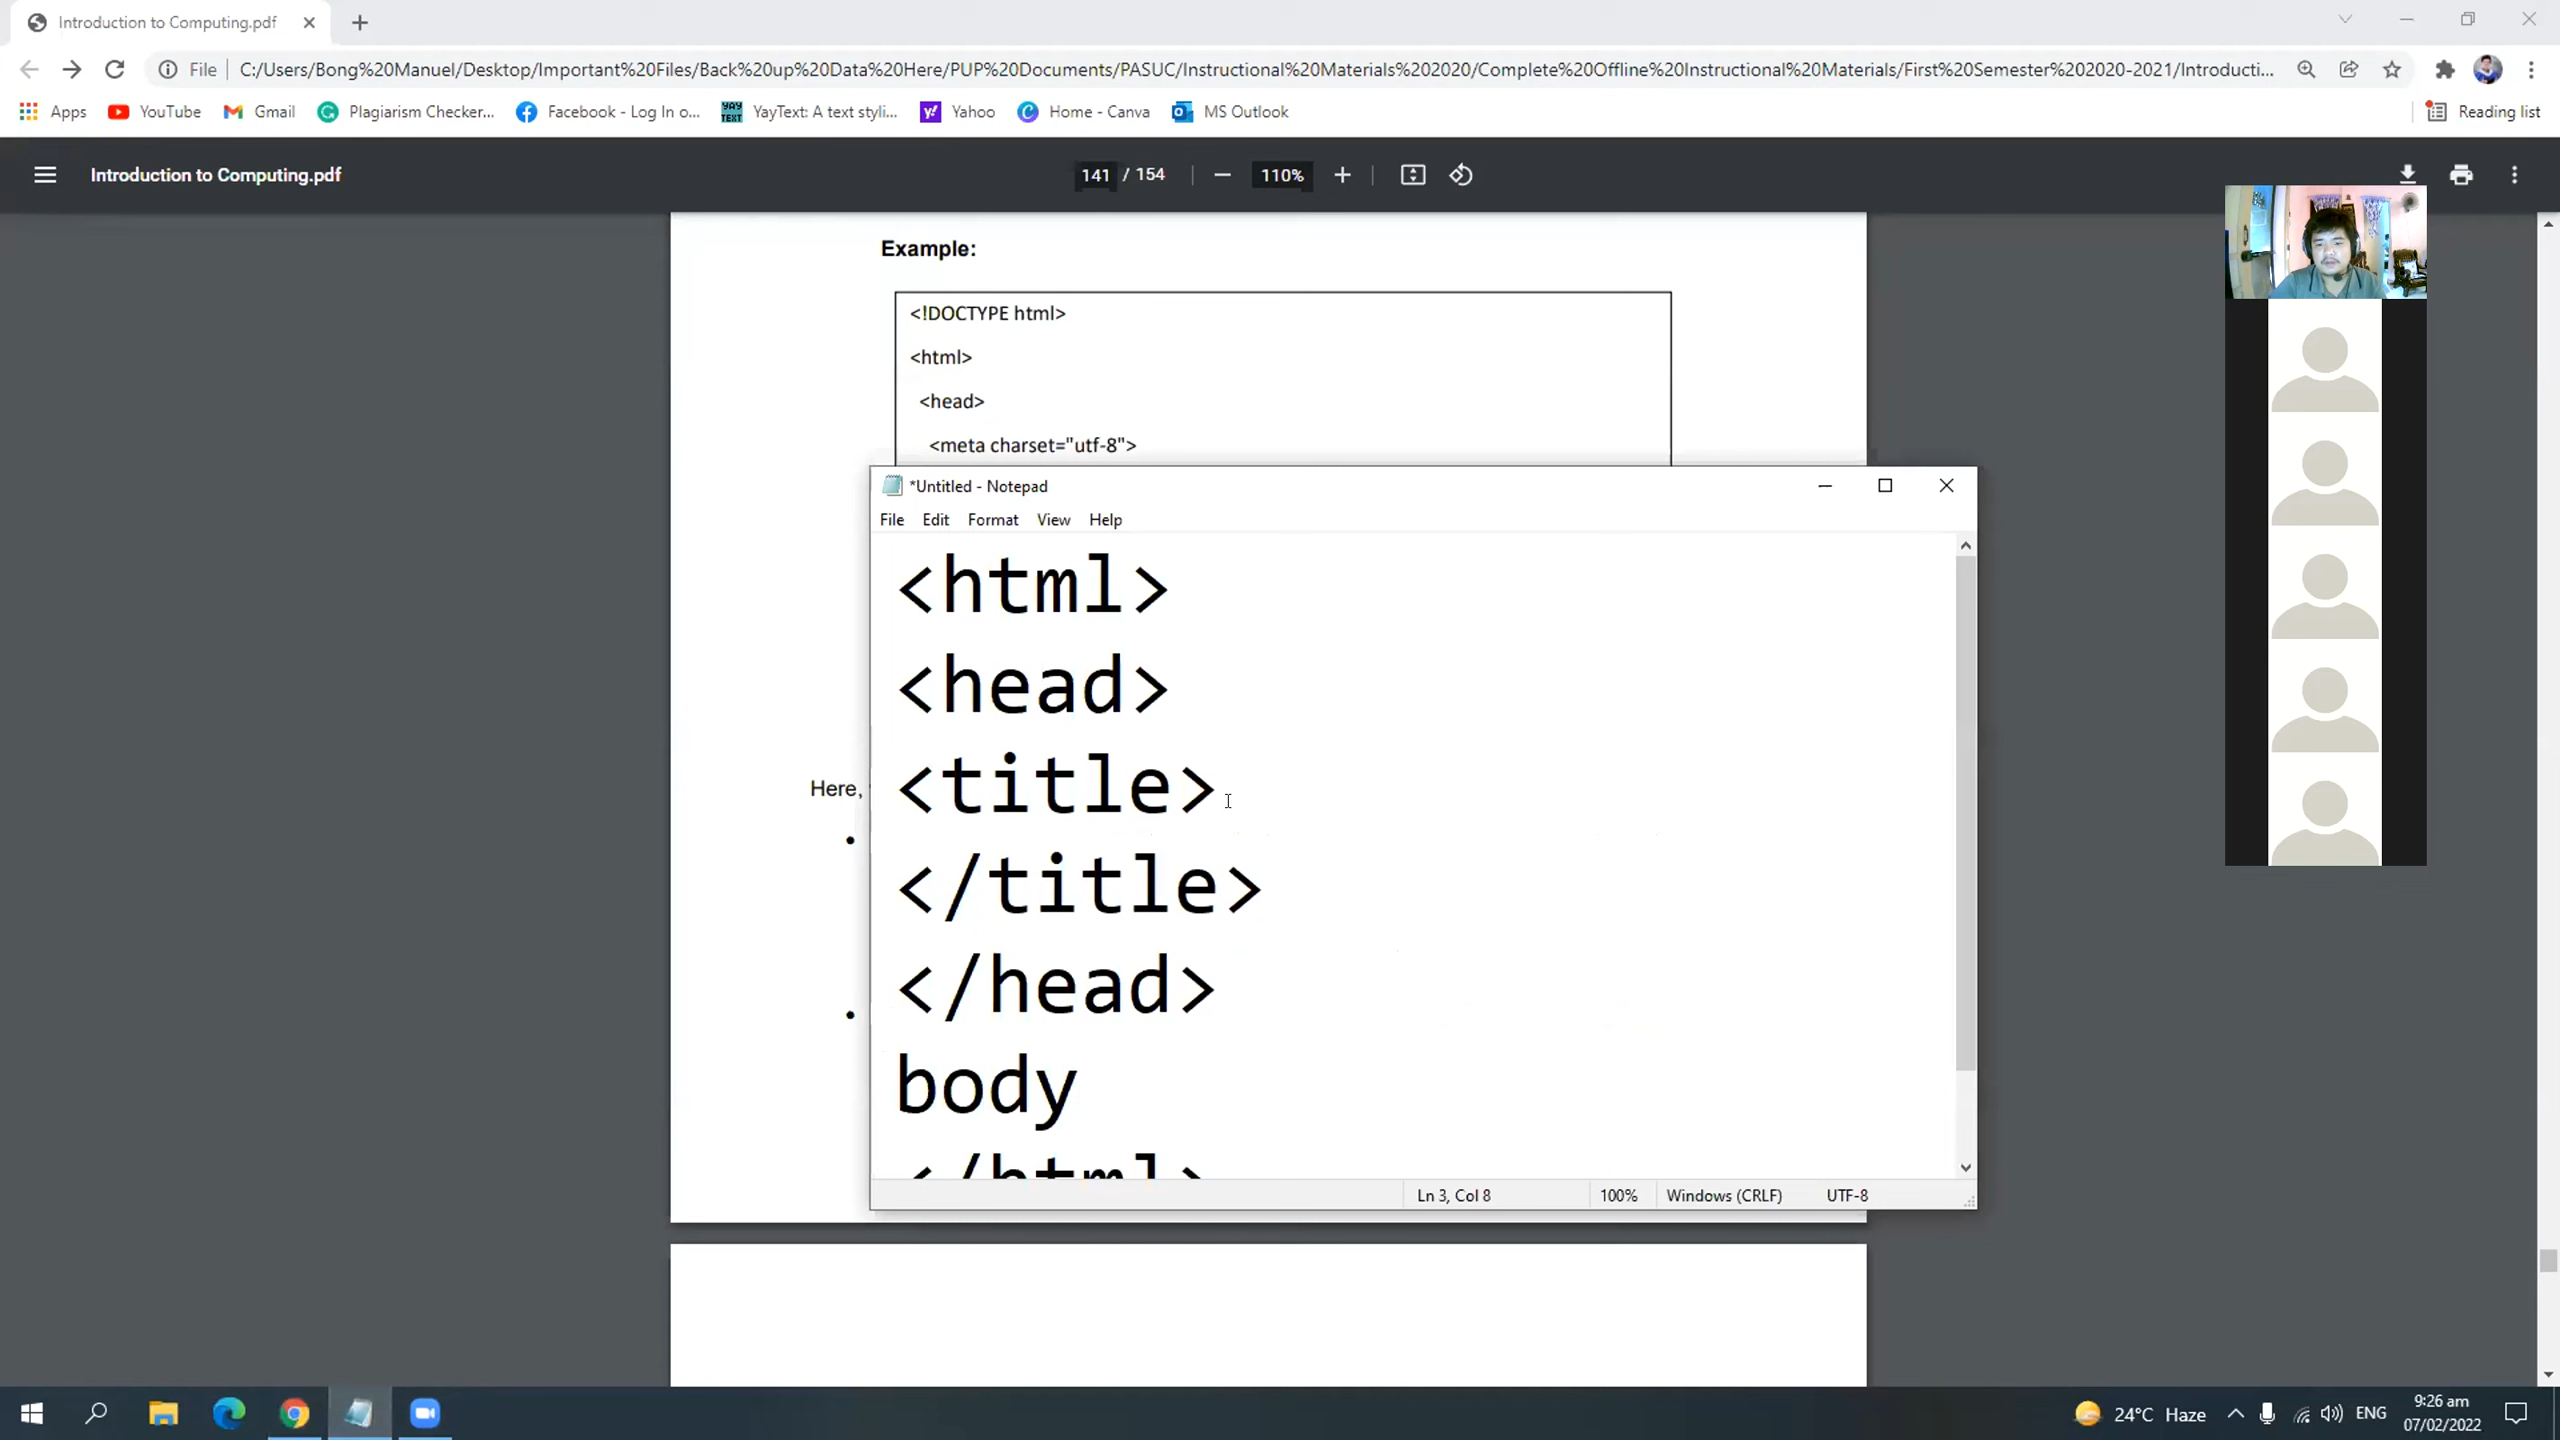 Introduction to Computing.pdf
File C:/Users/Bong%20Manuel/Desktop/Important%20Files/Back%20up%20Data%20Here/PUP%20Documents/PASUC/Instructional%20Materials%202020/Complete%20Offline%20Instructional%20Materials/First%20Semester%202020-2021/Introducti...
Apps YouTube Gmail Plagiarism Checker... Facebook - Log In o... YAY TEXT YayText: A text styli... Yahoo Home - Canva MS Outlook Reading list
Introduction to Computing.pdf 141 / 154 110%
Example:
<!DOCTYPE html>
<html>
<head>
<meta charset="utf-8">
*Untitled - Notepad
File Edit Format View Help
<html>
<head>
<title>
Here,
</title>
</head>
body
</html>
Ln 3, Col 8 100% Windows (CRLF) UTF-8
24°C Haze ENG 9:26 am
07/02/2022